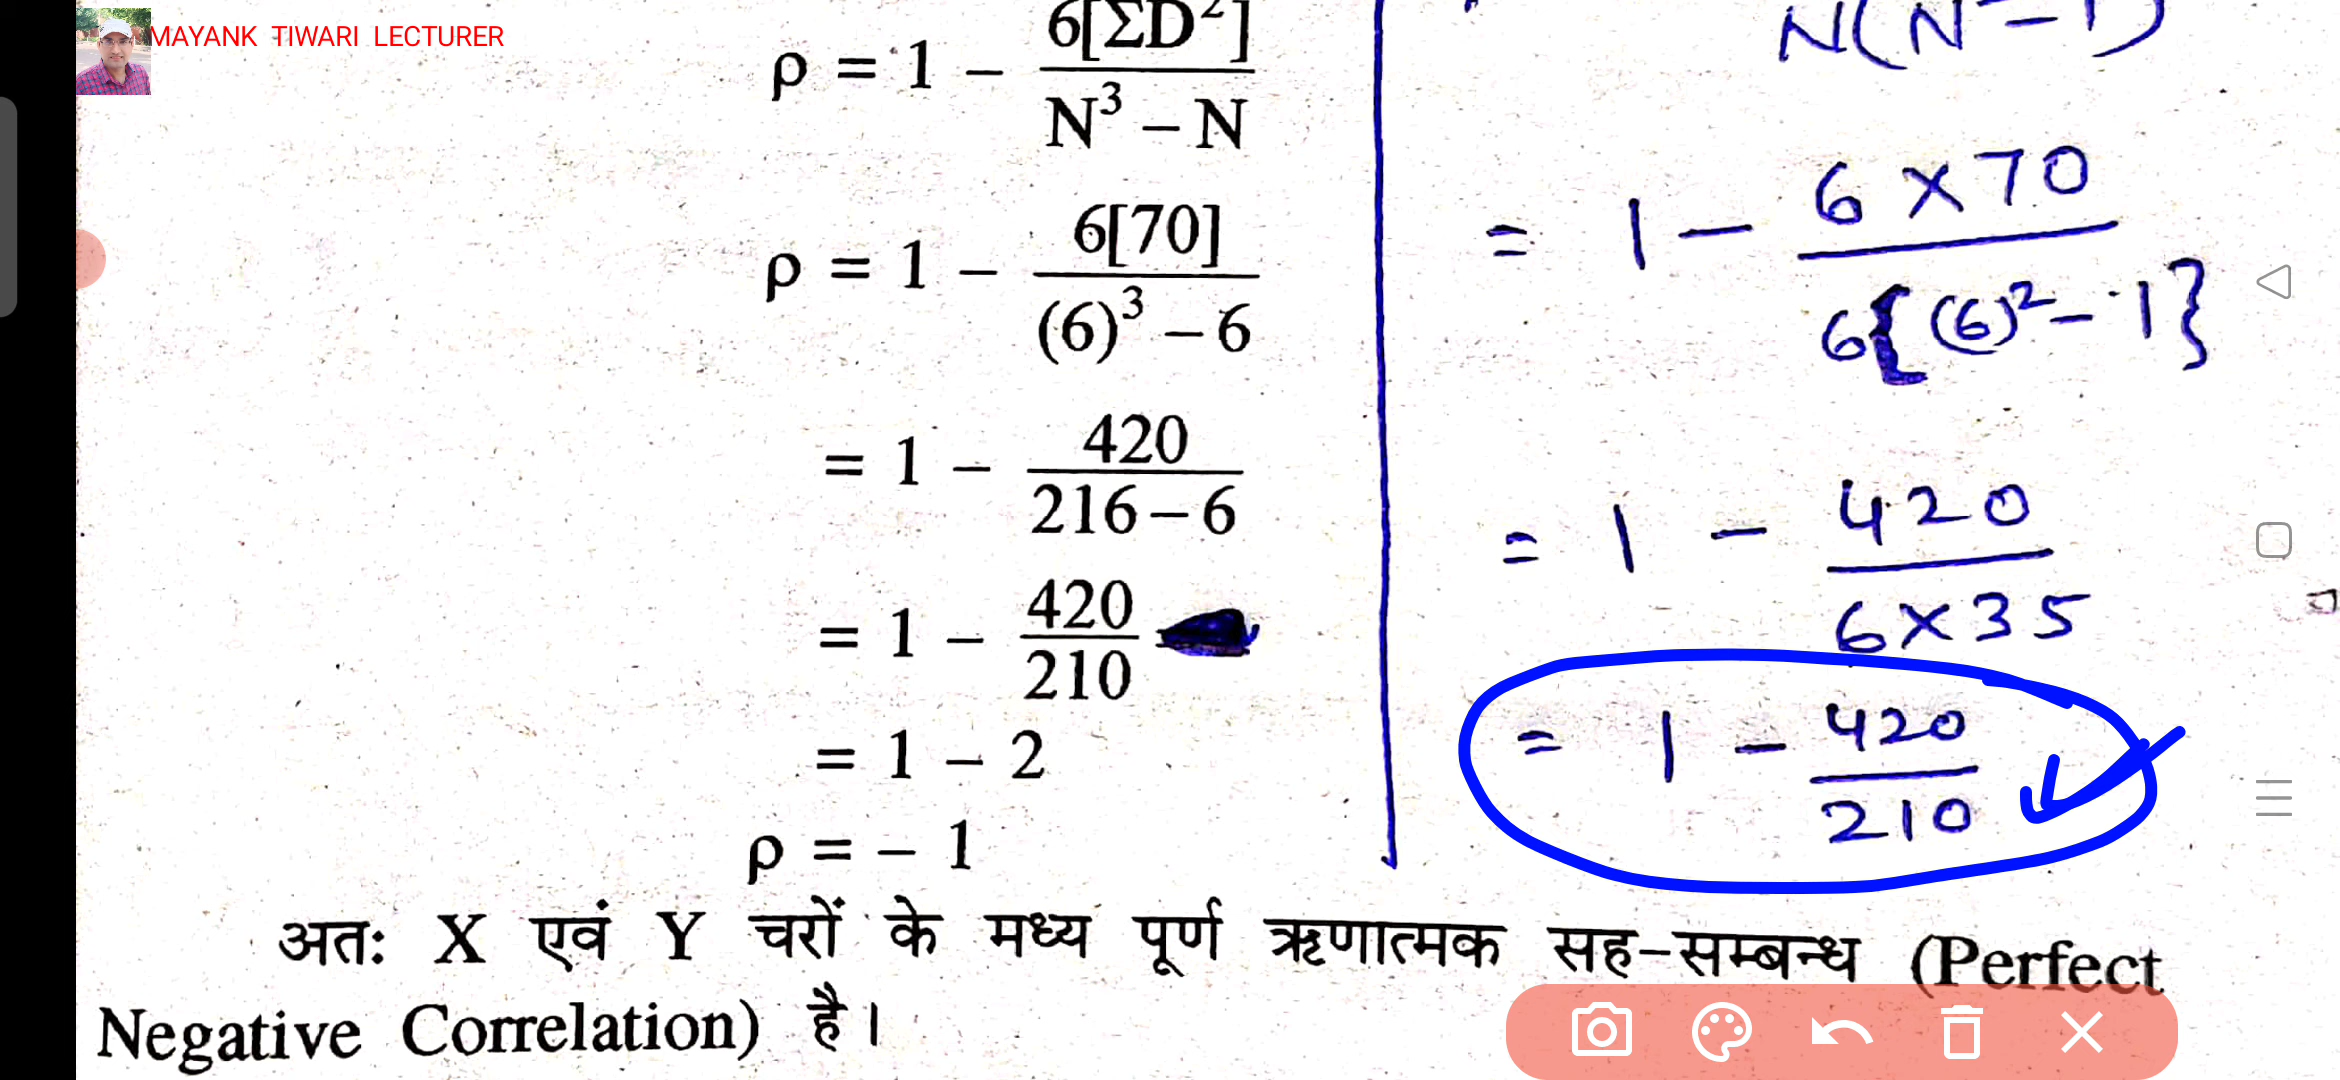 MAYANK TIWARI LECTURER
ρ = 1 − 6[ΣD²] / N³ − N
ρ = 1 − 6[70] / (6)³ − 6
= 1 − 420 / 216 − 6
= 1 − 420 / 210
= 1 − 2
ρ = − 1
N(N² − 1)
= 1 − 6 × 70 / 6{(6)² − 1}
= 1 − 420 / 6 × 35
= 1 − 420 / 210
अतः X एवं Y चरों के मध्य पूर्ण ऋणात्मक सह-सम्बन्ध (Perfect
Negative Correlation) है।